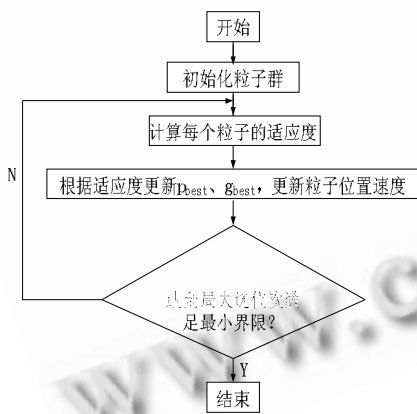 开始
初始化粒子群
计算每个粒子的适应度
N
根据适应度更新pbest、gbest，更新粒子位置速度
足最小界限？
Y
结束
www.c